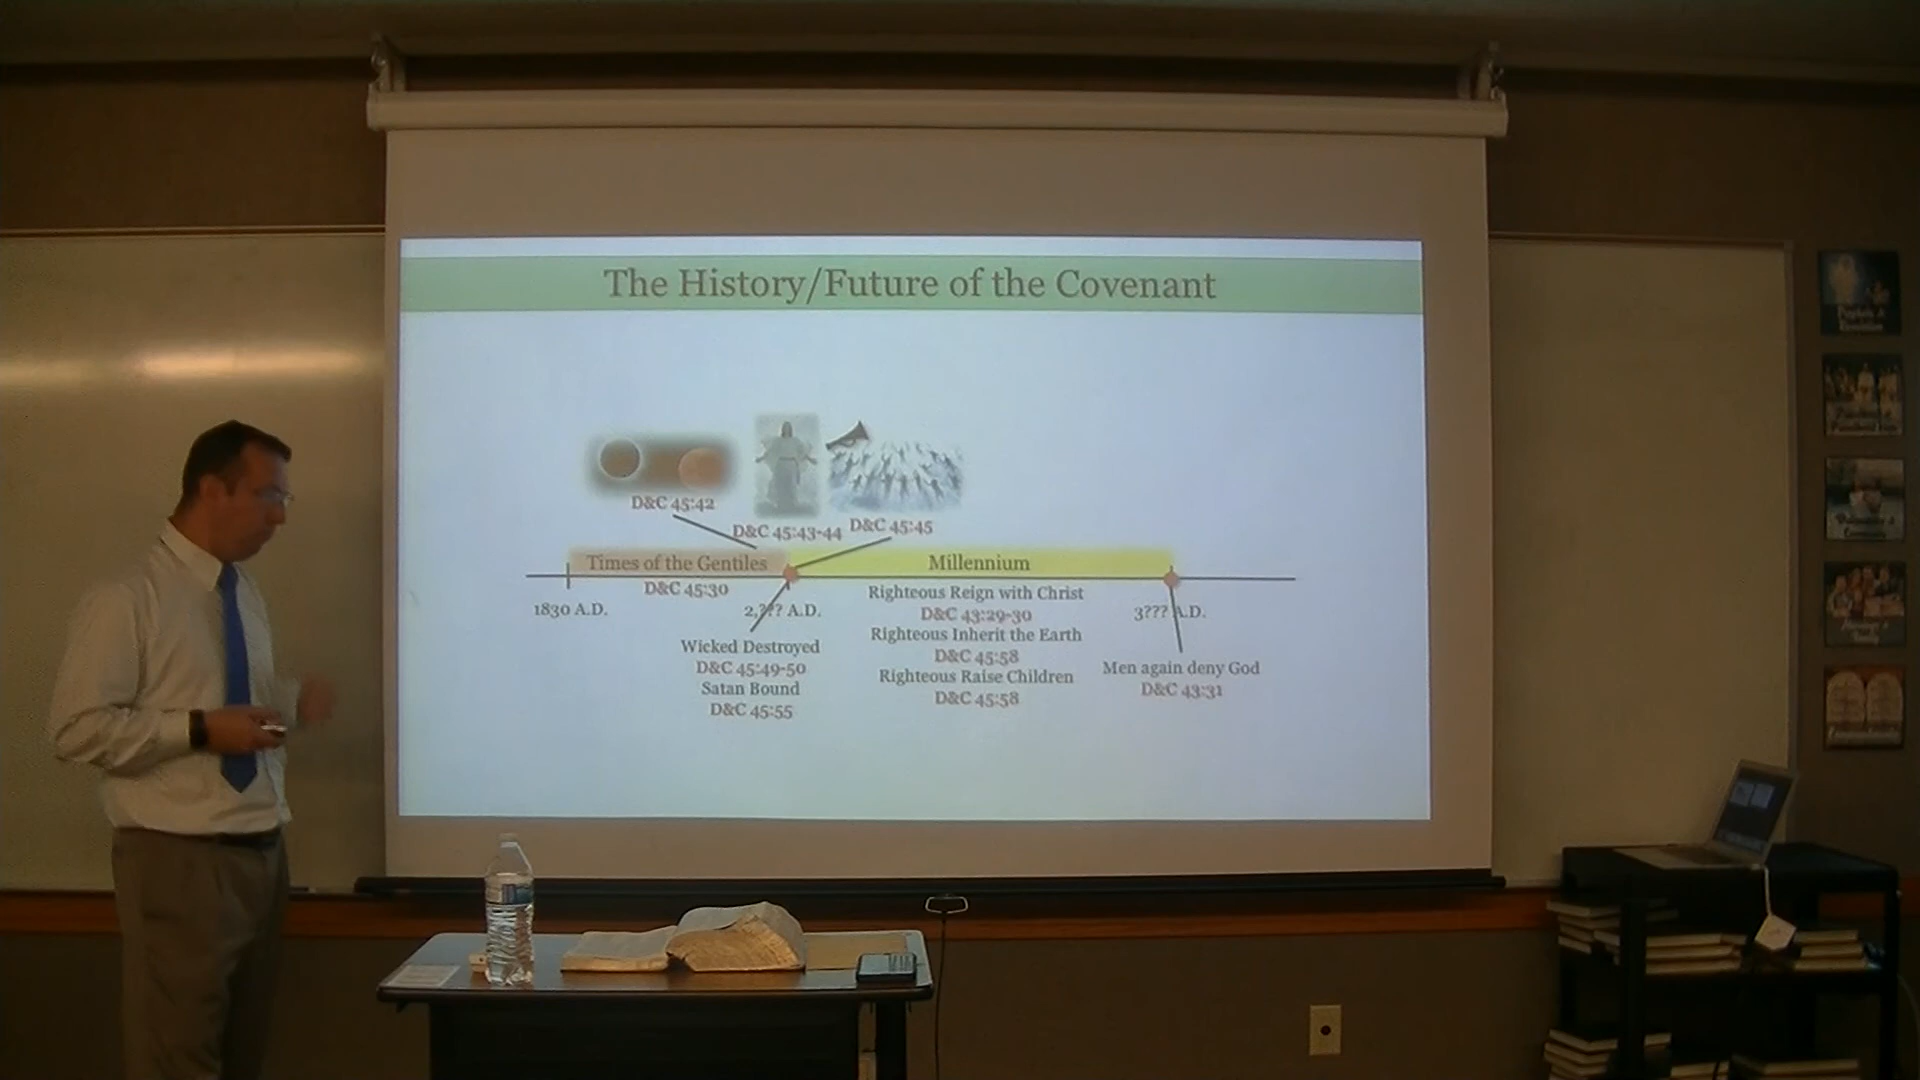 The History/Future of the Covenant
D&C 45:42
D&C 45:43-44
D&C 45:45
Times of the Gentiles
Millennium
D&C 45:30
1830 A.D.
2,??? A.D.
3??? A.D.
Wicked Destroyed
D&C 45:49-50
Satan Bound
D&C 45:55
Righteous Reign with Christ
D&C 43:29-30
Righteous Inherit the Earth
D&C 45:58
Righteous Raise Children
D&C 45:58
Men again deny God
D&C 43:31